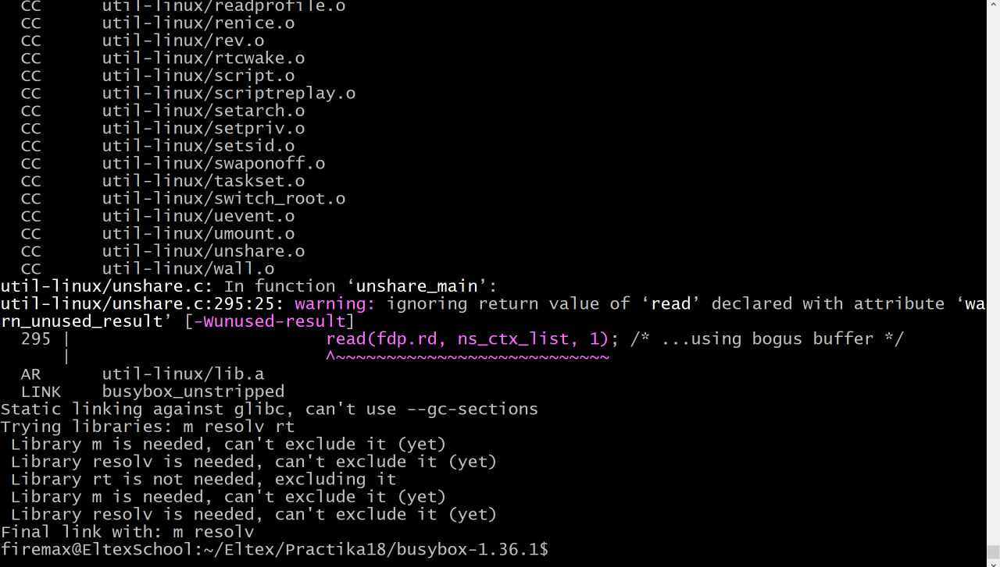 CC      util-linux/readprofile.o
CC      util-linux/renice.o
CC      util-linux/rev.o
CC      util-linux/rtcwake.o
CC      util-linux/script.o
CC      util-linux/scriptreplay.o
CC      util-linux/setarch.o
CC      util-linux/setpriv.o
CC      util-linux/setsid.o
CC      util-linux/swaponoff.o
CC      util-linux/taskset.o
CC      util-linux/switch_root.o
CC      util-linux/uevent.o
CC      util-linux/umount.o
CC      util-linux/unshare.o
CC      util-linux/wall.o
util-linux/unshare.c: In function ‘unshare_main’:
util-linux/unshare.c:295:25: warning: ignoring return value of ‘read’ declared with attribute ‘wa
rn_unused_result’ [-Wunused-result]
  295 |                         read(fdp.rd, ns_ctx_list, 1); /* ...using bogus buffer */
      |                         ^~~~~~~~~~~~~~~~~~~~~~~~~~~~
  AR      util-linux/lib.a
  LINK    busybox_unstripped
Static linking against glibc, can't use --gc-sections
Trying libraries: m resolv rt
 Library m is needed, can't exclude it (yet)
 Library resolv is needed, can't exclude it (yet)
 Library rt is not needed, excluding it
 Library m is needed, can't exclude it (yet)
 Library resolv is needed, can't exclude it (yet)
Final link with: m resolv
firemax@EltexSchool:~/Eltex/Practika18/busybox-1.36.1$